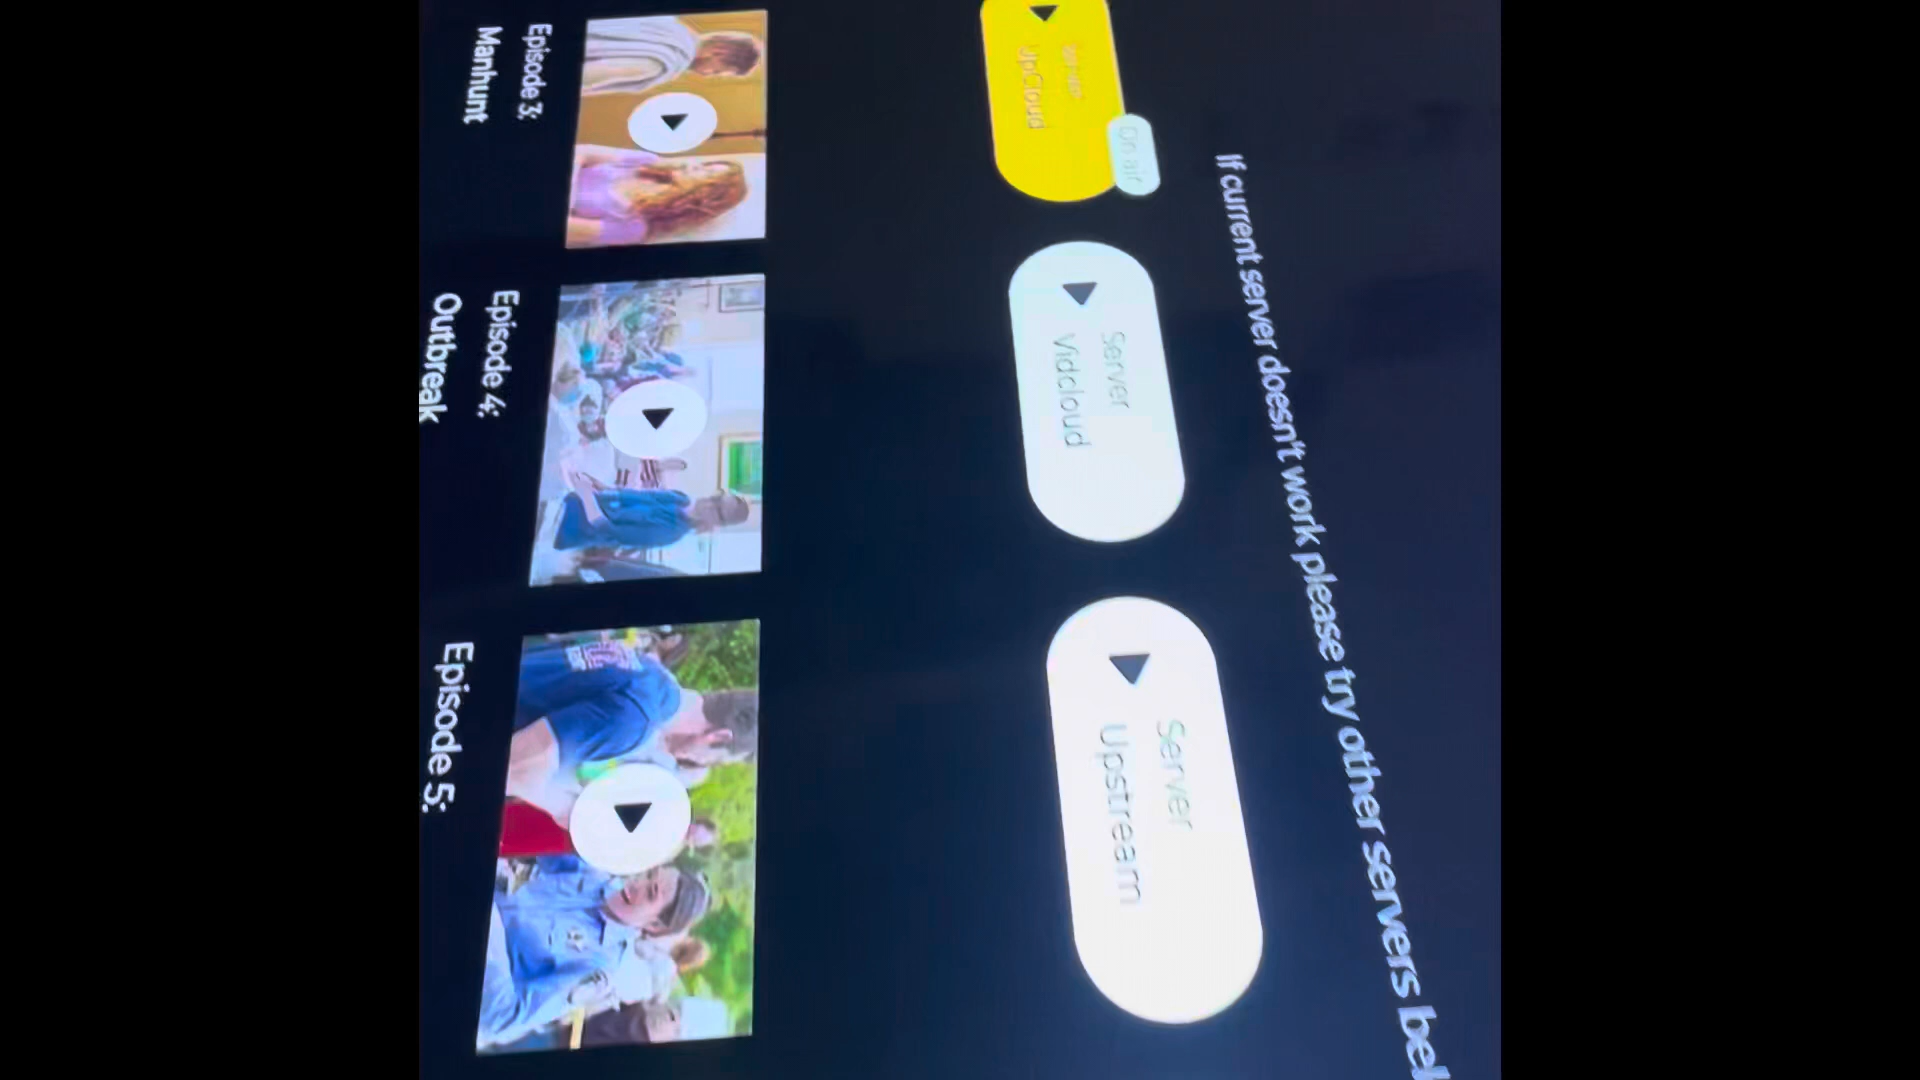 If current server doesn't work please try other servers bel
Server
UpCloud
On air
Server
Vidcloud
Server
Upstream
Episode 3:
Manhunt
Episode 4:
Outbreak
Episode 5: